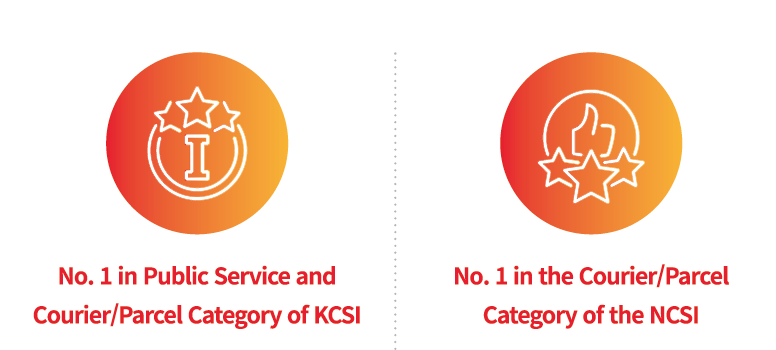 I
No. 1 in Public Service and
Courier/Parcel Category of KCSI
No. 1 in the Courier/Parcel
Category of the NCSI